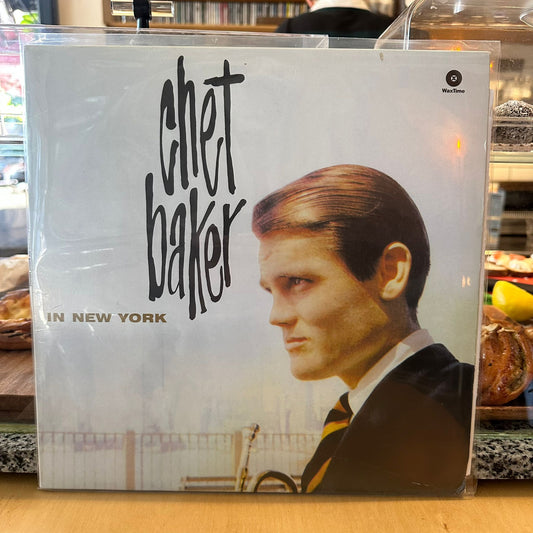 chet
baker
IN NEW YORK
WaxTime